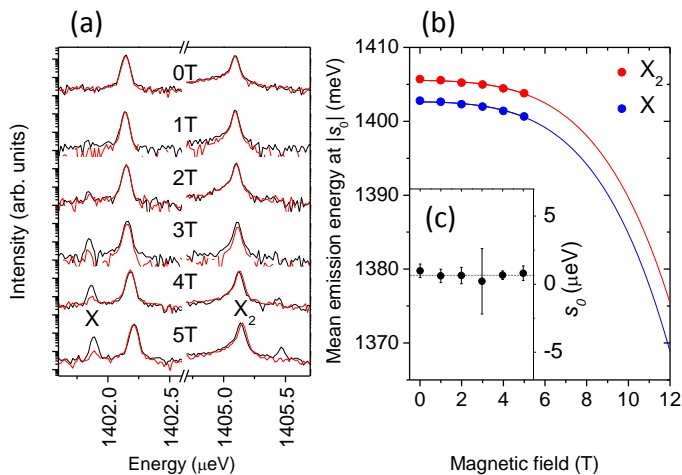 (a)
0T
1T
2T
3T
4T
5T
X
X₂
1402.0
1402.5
1405.0
1405.5
Energy (μeV)
Intensity (arb. units)
(b)
1410
1400
1390
1380
1370
0 2 4 6 8 10 12
Magnetic field (T)
Mean emission energy at |s₀| (meV)
X₂
X
(c)
5
0
-5
s₀ (μeV)